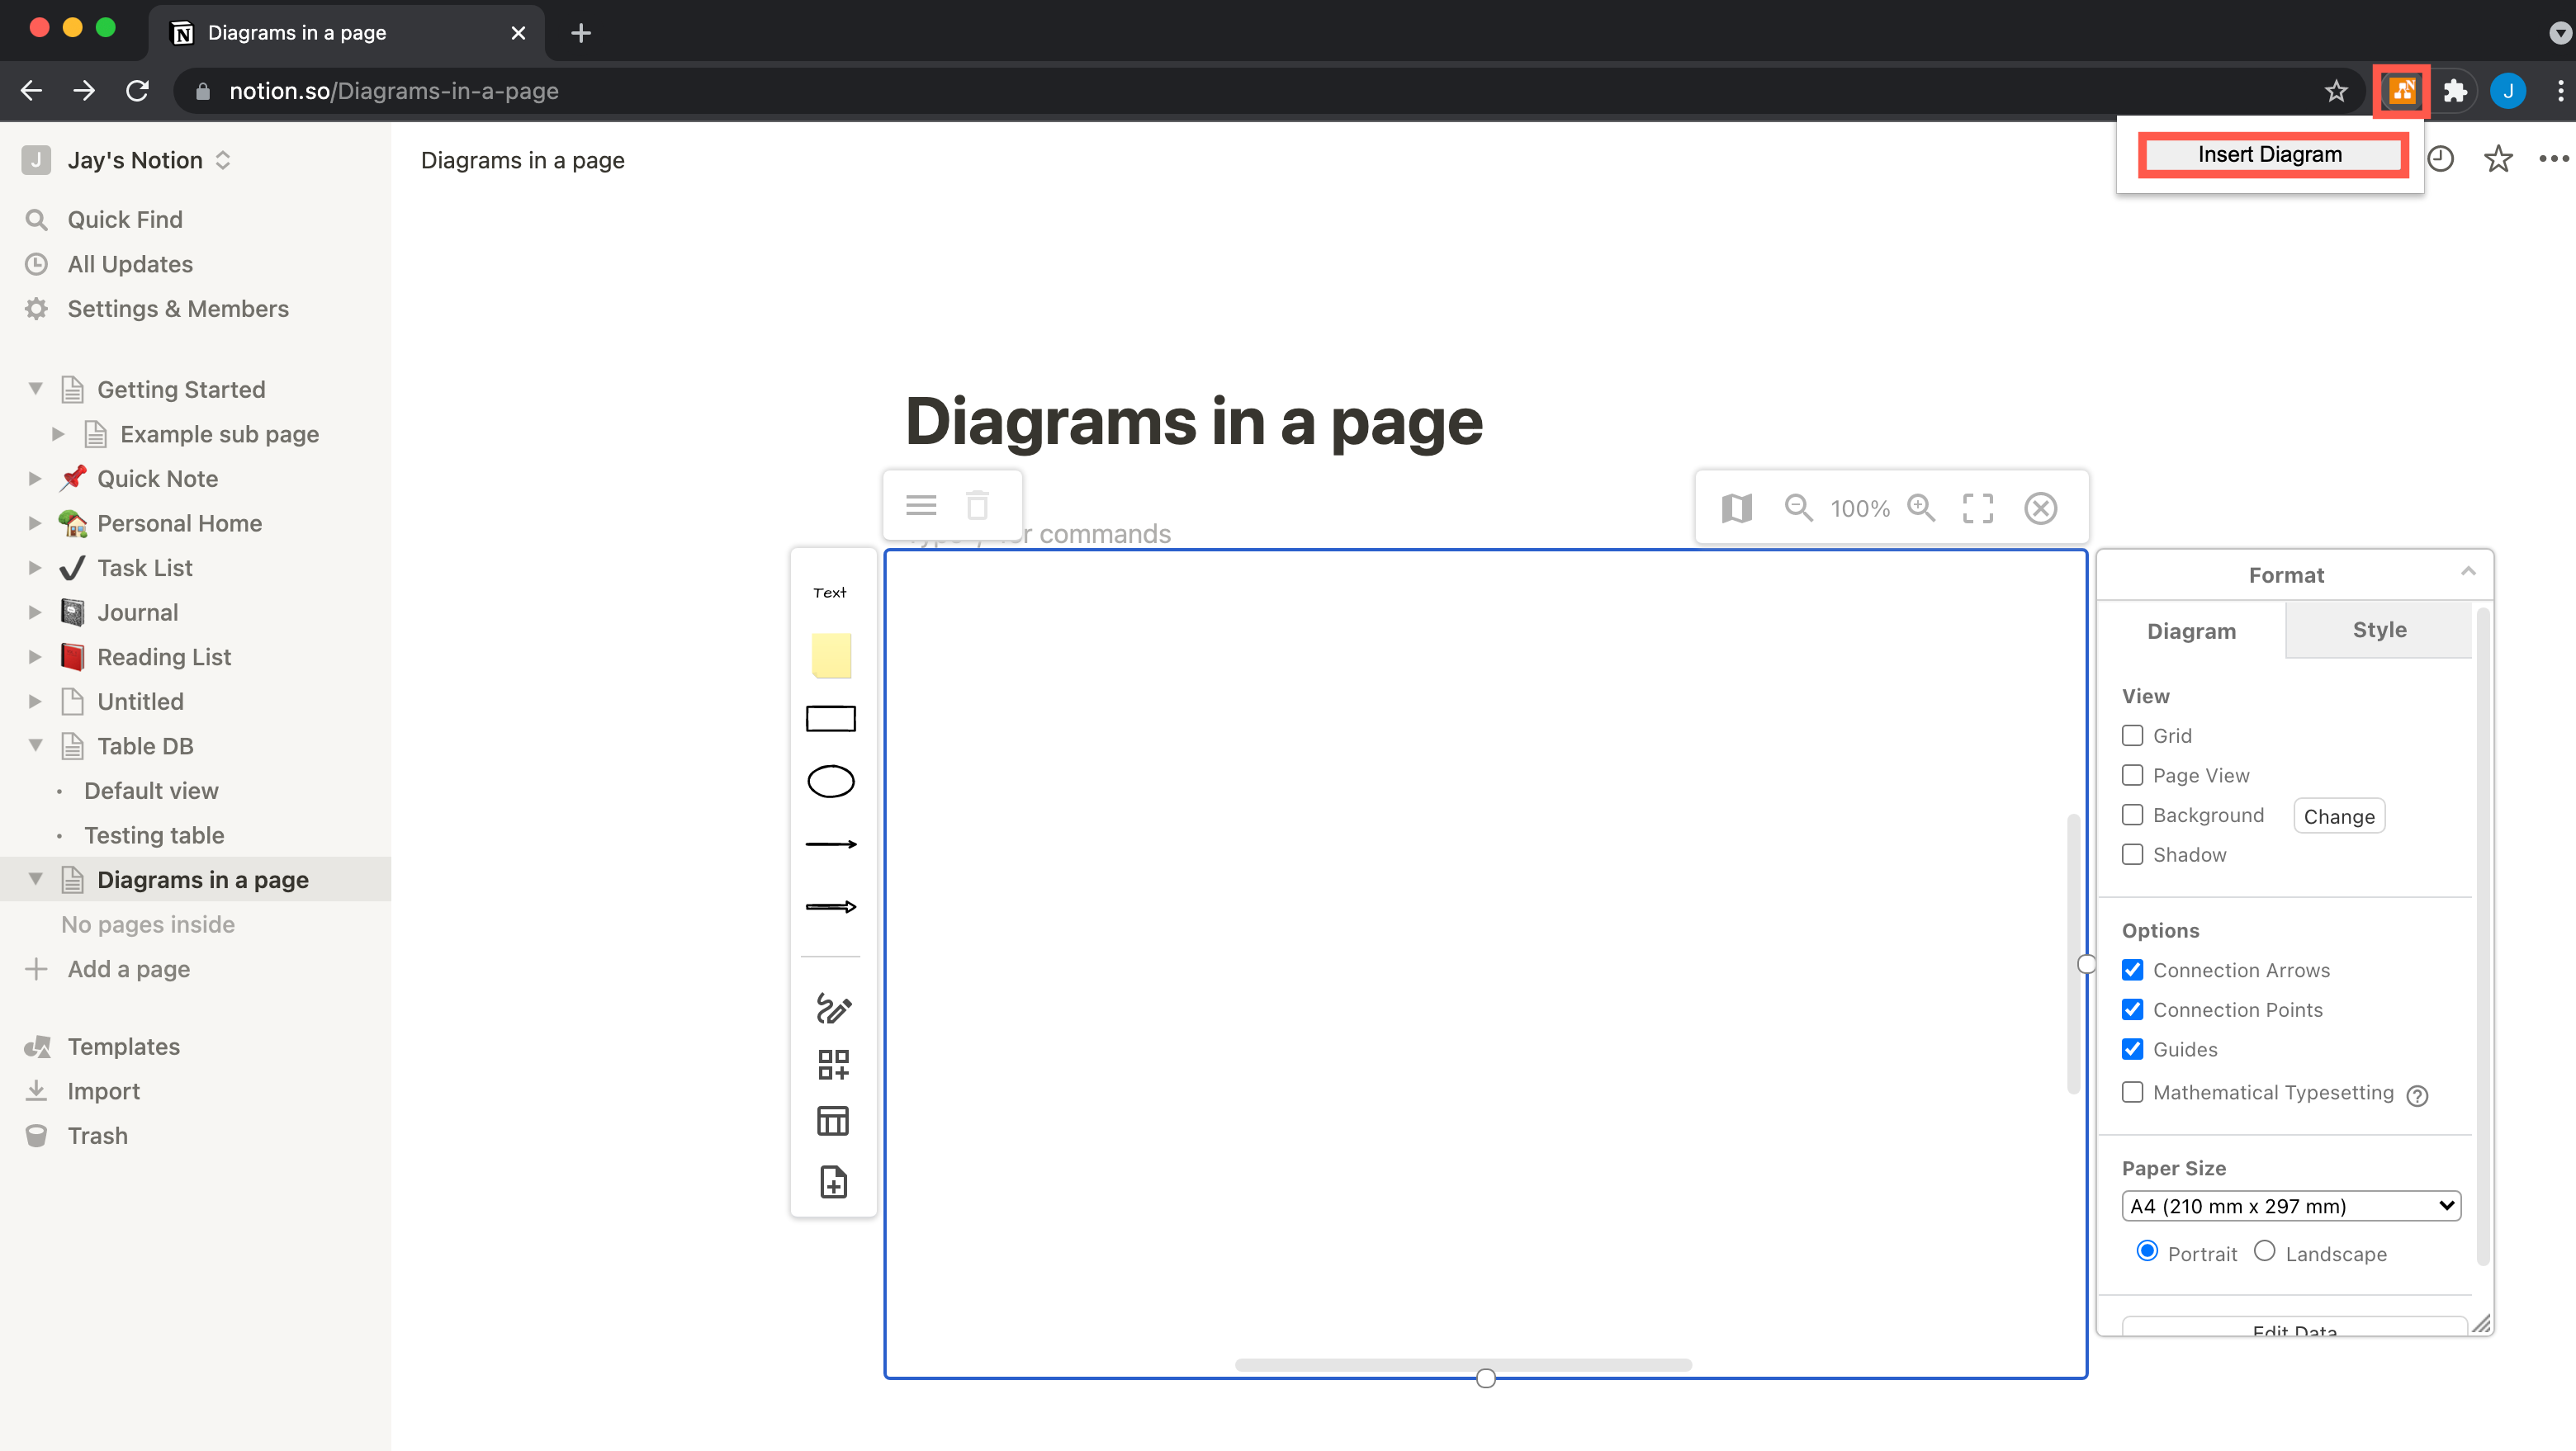 Diagrams in a page
notion.so/Diagrams-in-a-page
N
J
J
Jay's Notion
Diagrams in a page
Insert Diagram
Quick Find
All Updates
Settings & Members
Getting Started
Example sub page
Quick Note
Personal Home
Task List
Journal
Reading List
Untitled
Table DB
Default view
Testing table
Diagrams in a page
No pages inside
Add a page
Templates
Import
Trash
Diagrams in a page
r commands
100%
Text
Format
Diagram
Style
View
Grid
Page View
Background
Change
Shadow
Options
Connection Arrows
Connection Points
Guides
Mathematical Typesetting
Paper Size
A4 (210 mm x 297 mm)
Portrait
Landscape
Edit Data